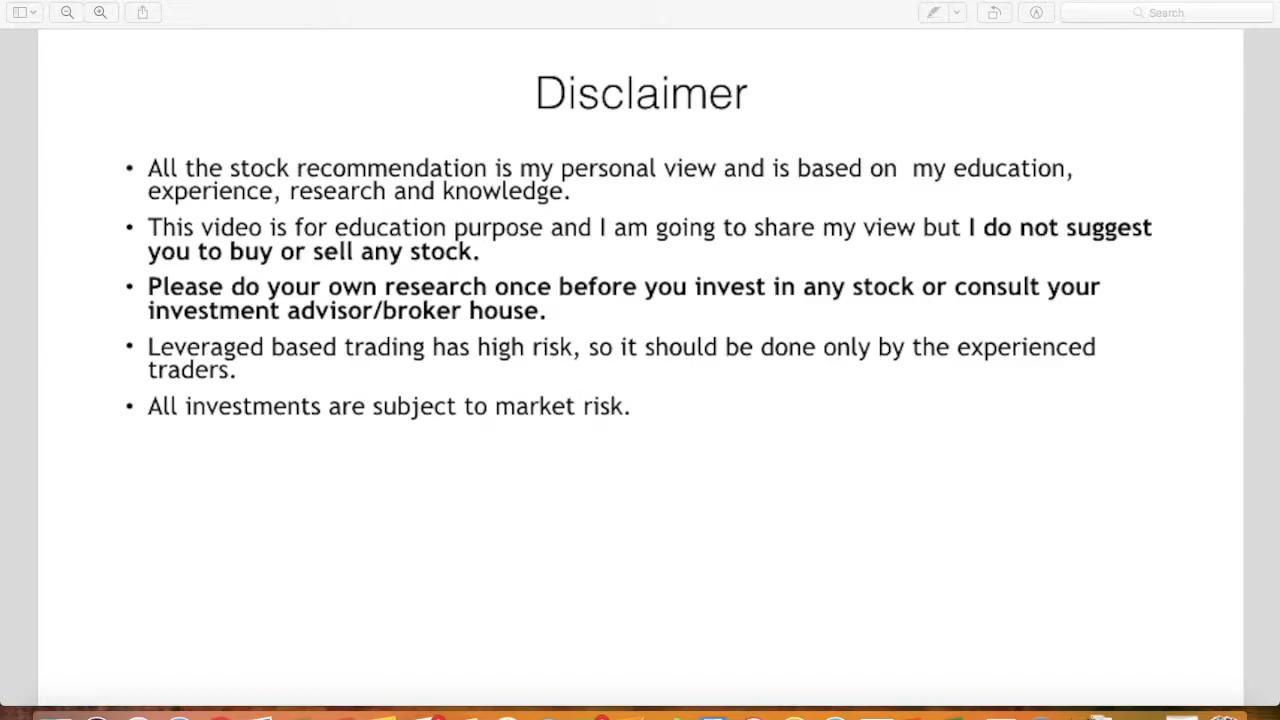 Search
Disclaimer
• All the stock recommendation is my personal view and is based on  my education,
experience, research and knowledge.
• This video is for education purpose and I am going to share my view but I do not suggest
you to buy or sell any stock.
• Please do your own research once before you invest in any stock or consult your
investment advisor/broker house.
• Leveraged based trading has high risk, so it should be done only by the experienced
traders.
• All investments are subject to market risk.